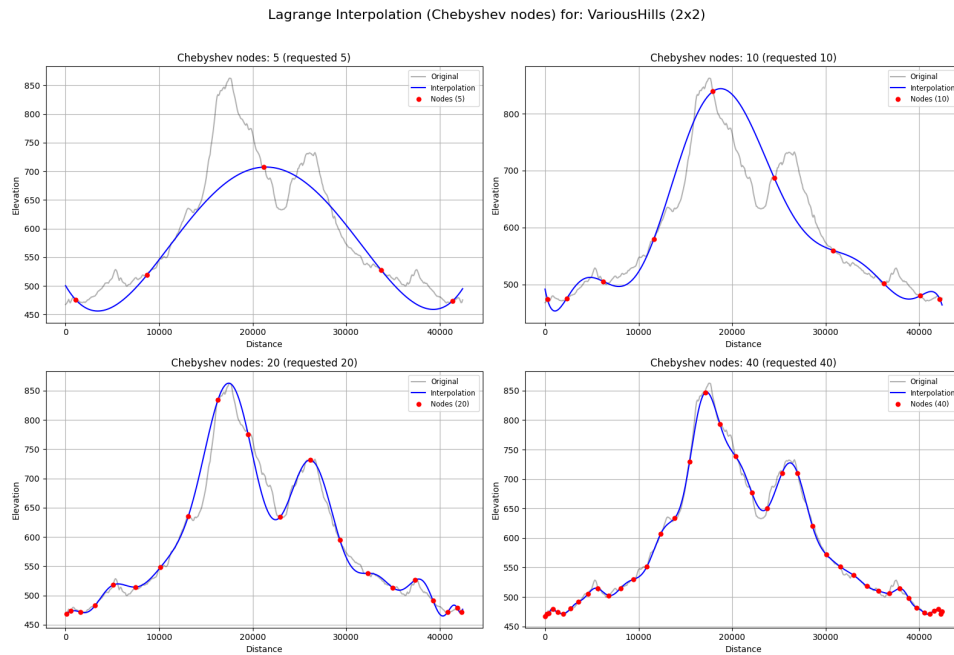 Lagrange Interpolation (Chebyshev nodes) for: VariousHills (2x2)
Chebyshev nodes: 5 (requested 5)
850
800
750
700
650
600
550
500
450
Elevation
0 10000 20000 30000 40000
Distance
Original
Interpolation
Nodes (5)
Chebyshev nodes: 10 (requested 10)
800
700
600
500
Elevation
0 10000 20000 30000 40000
Distance
Original
Interpolation
Nodes (10)
Chebyshev nodes: 20 (requested 20)
850
800
750
700
650
600
550
500
450
Elevation
0 10000 20000 30000 40000
Distance
Original
Interpolation
Nodes (20)
Chebyshev nodes: 40 (requested 40)
850
800
750
700
650
600
550
500
450
Elevation
0 10000 20000 30000 40000
Distance
Original
Interpolation
Nodes (40)